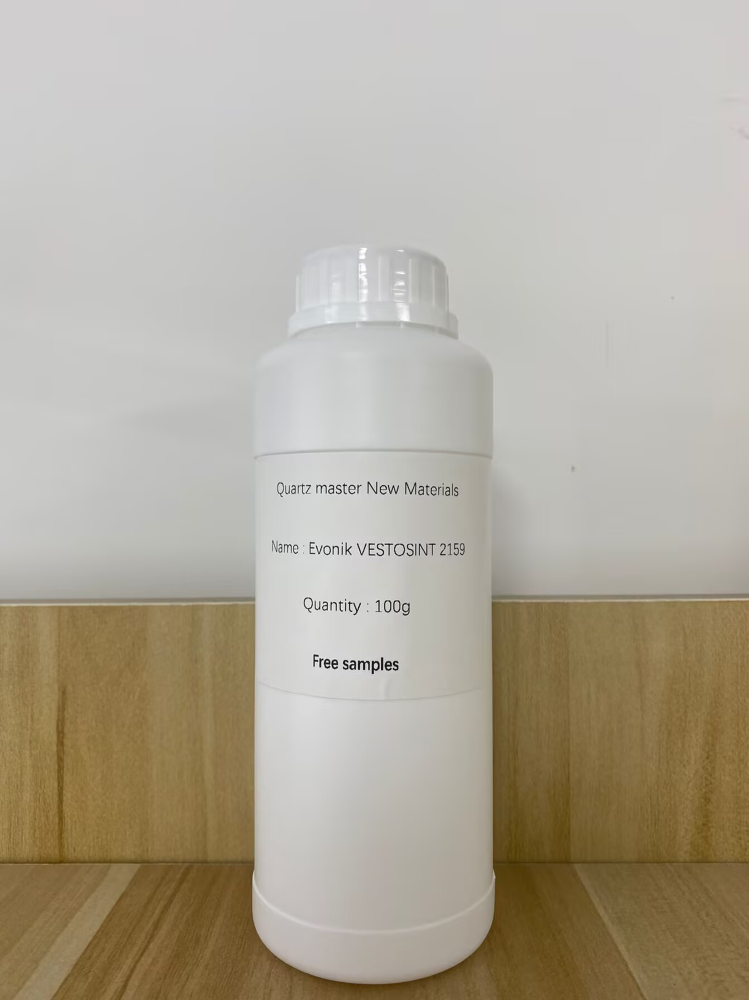 Quartz master New Materials
Name : Evonik VESTOSINT 2159
Quantity : 100g
Free samples